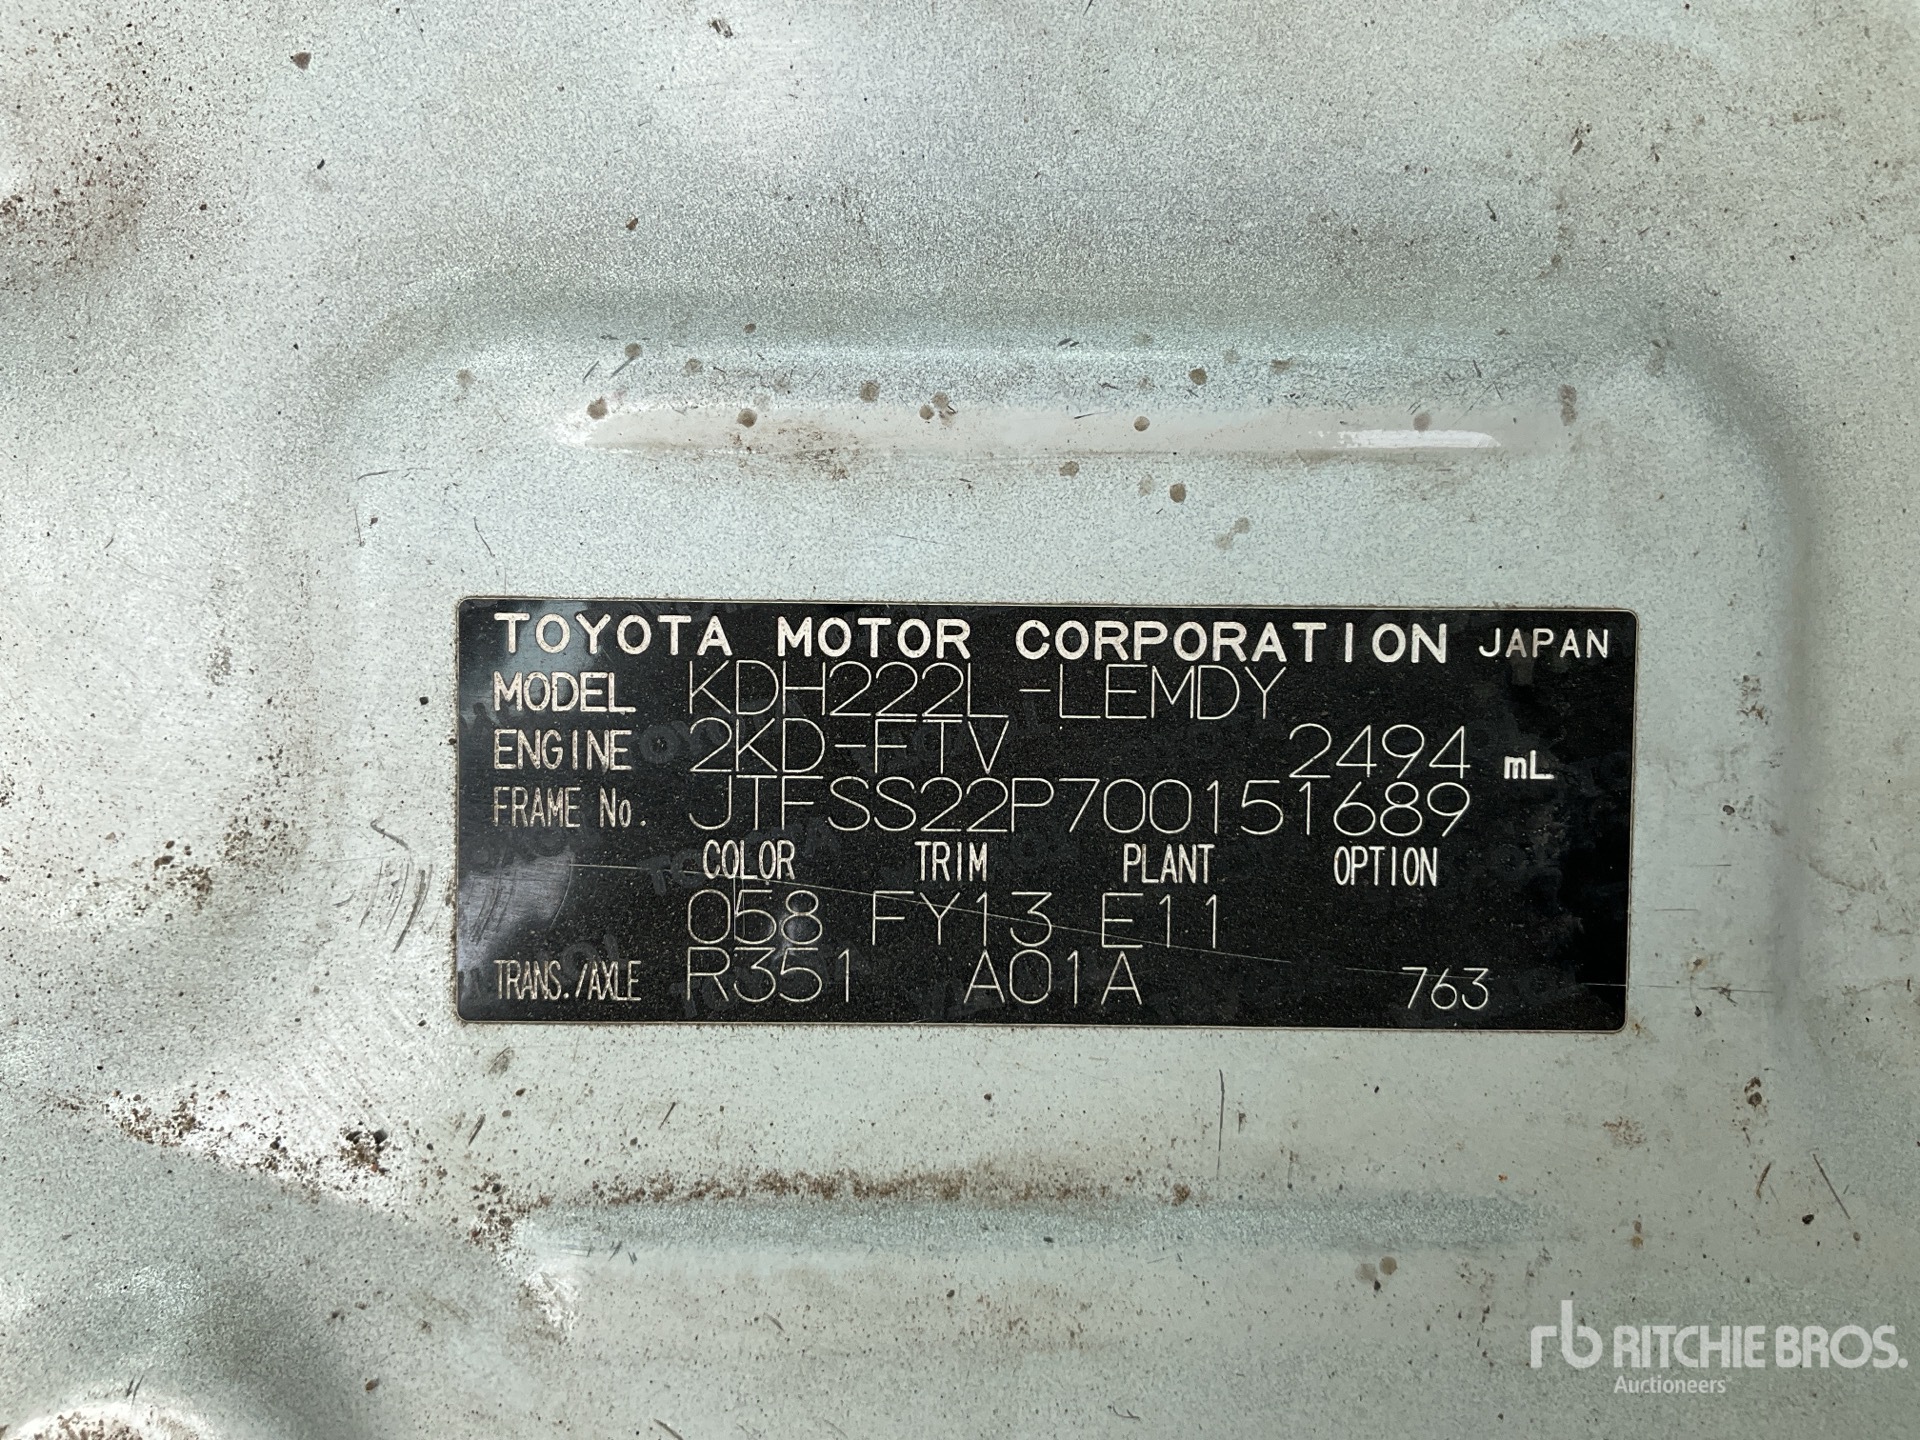 TOYOTA MOTOR CORPORATION JAPAN
MODEL KDH222L-LEMDY
ENGINE 2KD-FTV 2494 mL
FRAME No. JTFSS22P700151689
COLOR TRIM PLANT OPTION
058 FY13 E11
TRANS./AXLE R351 A01A 763
rb RITCHIE BROS.
Auctioneers